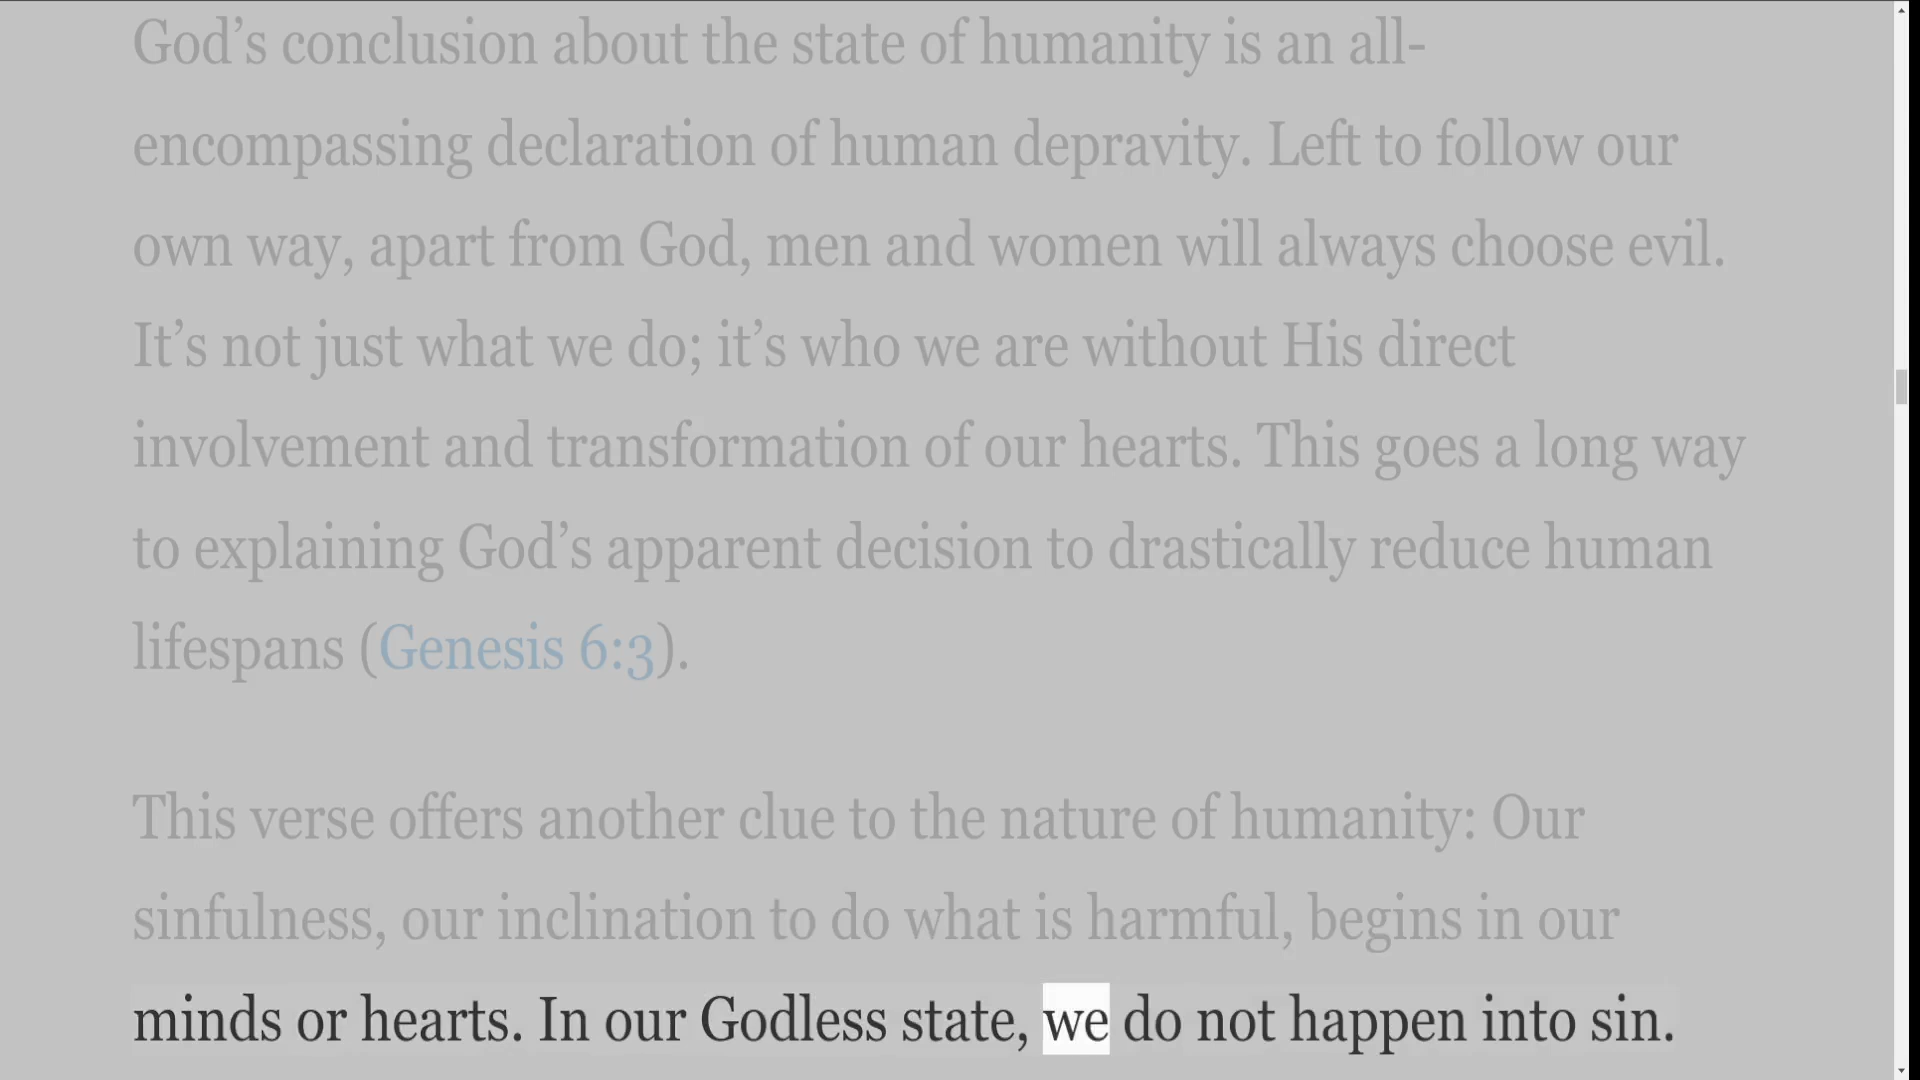 God’s conclusion about the state of humanity is an all-
encompassing declaration of human depravity. Left to follow our
own way, apart from God, men and women will always choose evil.
It’s not just what we do; it’s who we are without His direct
involvement and transformation of our hearts. This goes a long way
to explaining God’s apparent decision to drastically reduce human
lifespans (Genesis 6:3).
This verse offers another clue to the nature of humanity: Our
sinfulness, our inclination to do what is harmful, begins in our
minds or hearts. In our Godless state, we do not happen into sin.